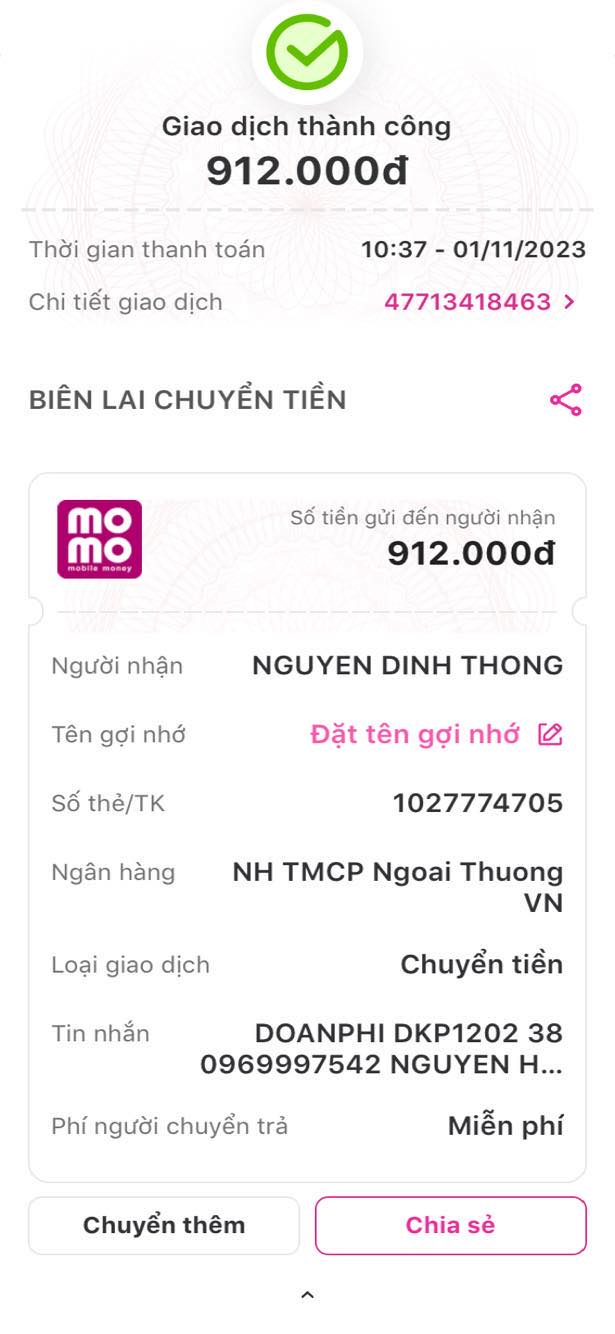 Giao dịch thành công
912.000đ
Thời gian thanh toán 10:37 - 01/11/2023
Chi tiết giao dịch 47713418463
BIÊN LAI CHUYỂN TIỀN
mo
mo
mobile money
Số tiền gửi đến người nhận
912.000đ
Người nhận NGUYEN DINH THONG
Tên gợi nhớ Đặt tên gợi nhớ
Số thẻ/TK 1027774705
Ngân hàng NH TMCP Ngoai Thuong
VN
Loại giao dịch Chuyển tiền
Tin nhắn DOANPHI DKP1202 38
0969997542 NGUYEN H...
Phí người chuyển trả Miễn phí
Chuyển thêm Chia sẻ